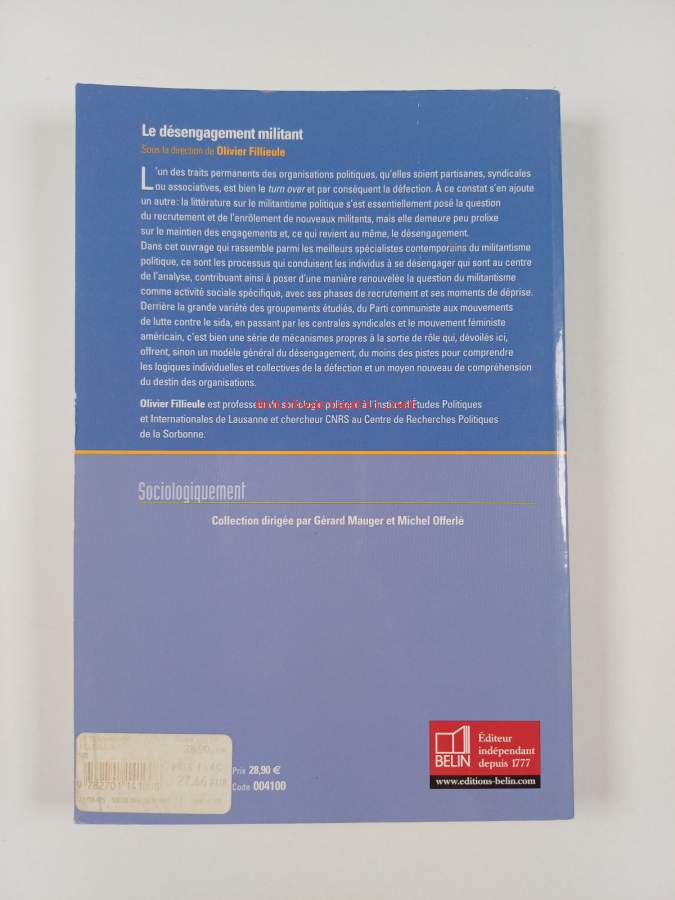 Le désengagement militant
Sous la direction de Olivier Fillieule
L'un des traits permanents des organisations politiques, qu'elles soient partisanes, syndicales
ou associatives, est bien le turn over et par conséquent la défection. À ce constat s'en ajoute
un autre : la littérature sur le militantisme politique s'est essentiellement posé la question
du recrutement et de l'enrôlement de nouveaux militants, mais elle demeure peu prolixe
sur le maintien des engagements et, ce qui revient au même, le désengagement.
Dans cet ouvrage qui rassemble parmi les meilleurs spécialistes contemporains du militantisme
politique, ce sont les processus qui conduisent les individus à se désengager qui sont au centre
de l'analyse, contribuant ainsi à poser d'une manière renouvelée la question du militantisme
comme activité sociale spécifique, avec ses phases de recrutement et ses moments de déprise.
Derrière la grande variété des groupements étudiés, du Parti communiste aux mouvements
de lutte contre le sida, en passant par les centrales syndicales et le mouvement féministe
américain, c'est bien une série de mécanismes propres à la sortie de rôle qui, dévoilés ici,
offrent, sinon un modèle général du désengagement, du moins des pistes pour comprendre
les logiques individuelles et collectives de la défection et un moyen nouveau de compréhension
du destin des organisations.
Olivier Fillieule est professeur de sociologie politique à l'Institut d'Études Politiques
et Internationales de Lausanne et chercheur CNRS au Centre de Recherches Politiques
de la Sorbonne.
Sociologiquement
Collection dirigée par Gérard Mauger et Michel Offerlé
Prix 28,90 €
Code 004100
BELIN
Éditeur
indépendant
depuis 1777
www.editions-belin.com